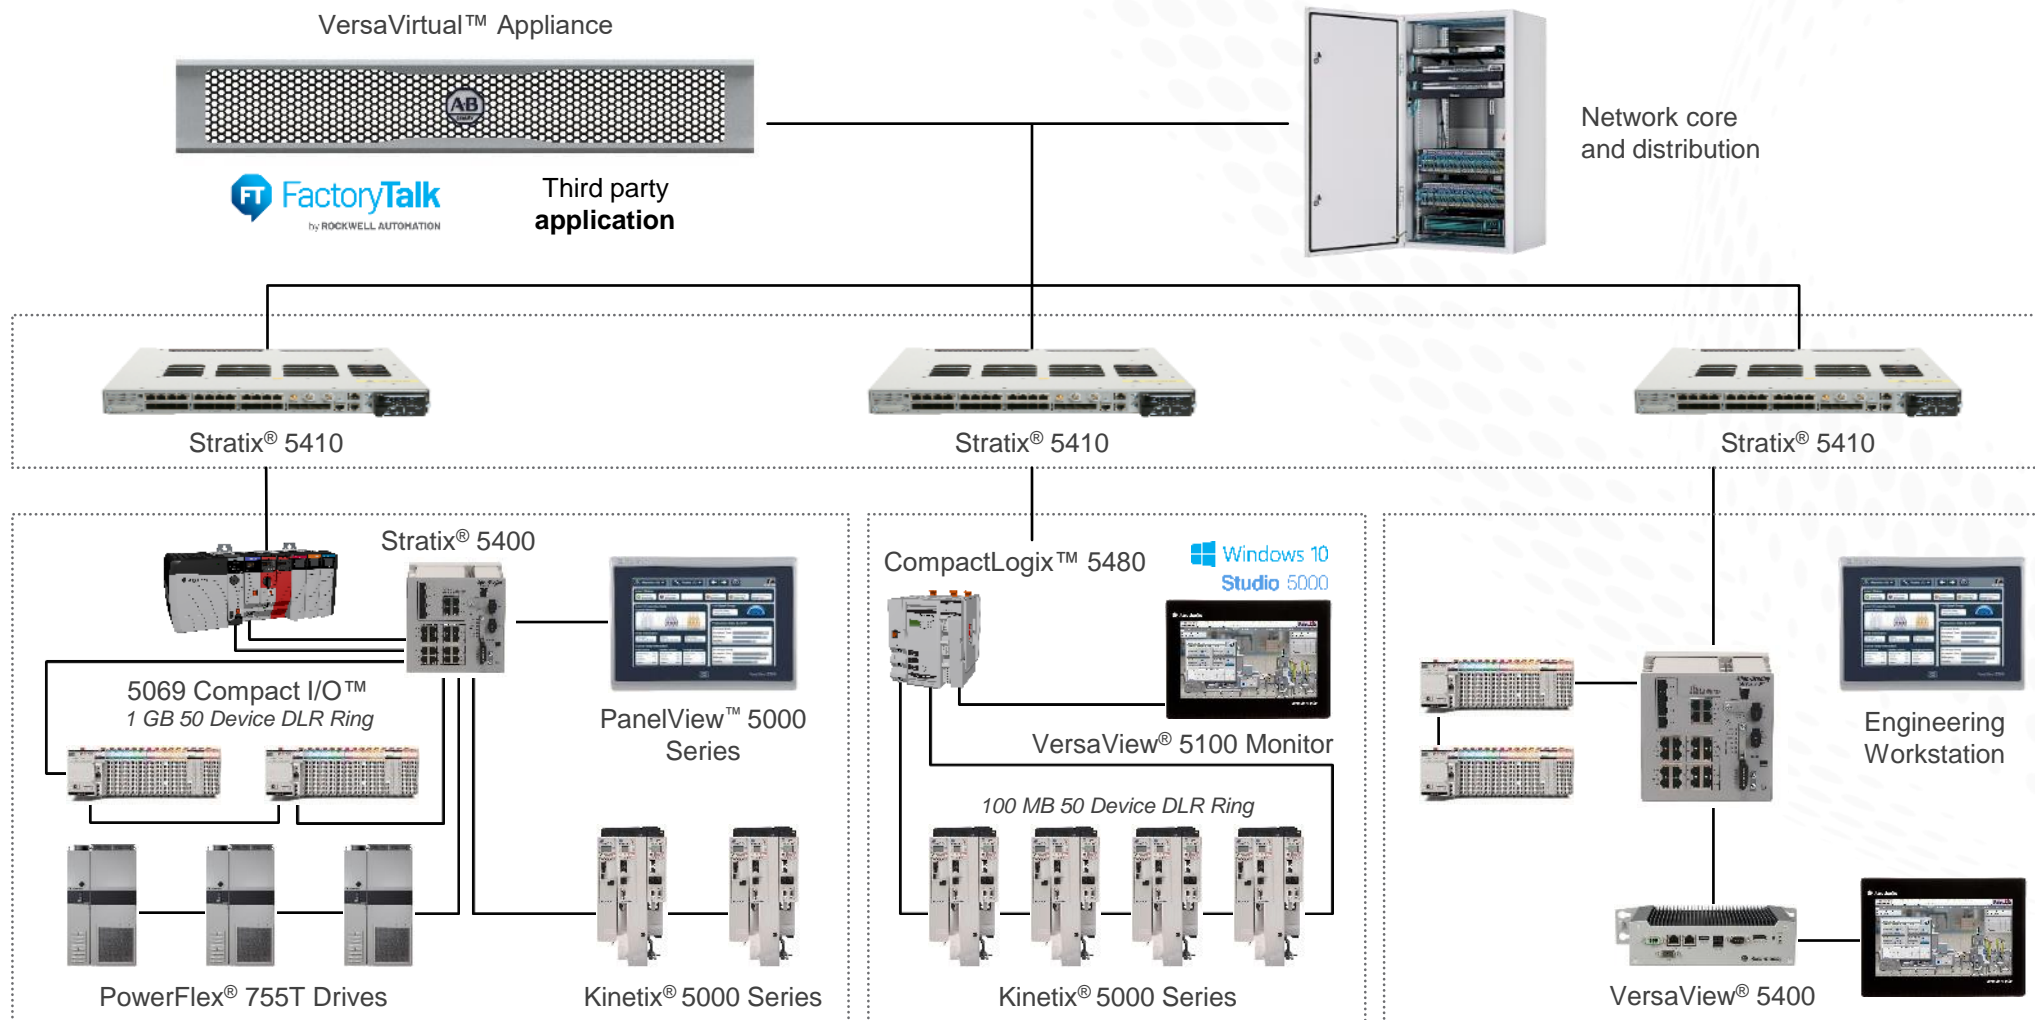 VersaVirtual™ Appliance
A·B
FT FactoryTalk
by ROCKWELL AUTOMATION
Third party
application
Network core
and distribution
Stratix® 5410
Stratix® 5410
Stratix® 5410
Stratix® 5400
5069 Compact I/O™
1 GB 50 Device DLR Ring
PanelView™ 5000
Series
PowerFlex® 755T Drives
Kinetix® 5000 Series
CompactLogix™ 5480
Windows 10
Studio 5000
VersaView® 5100 Monitor
100 MB 50 Device DLR Ring
Kinetix® 5000 Series
Engineering
Workstation
VersaView® 5400